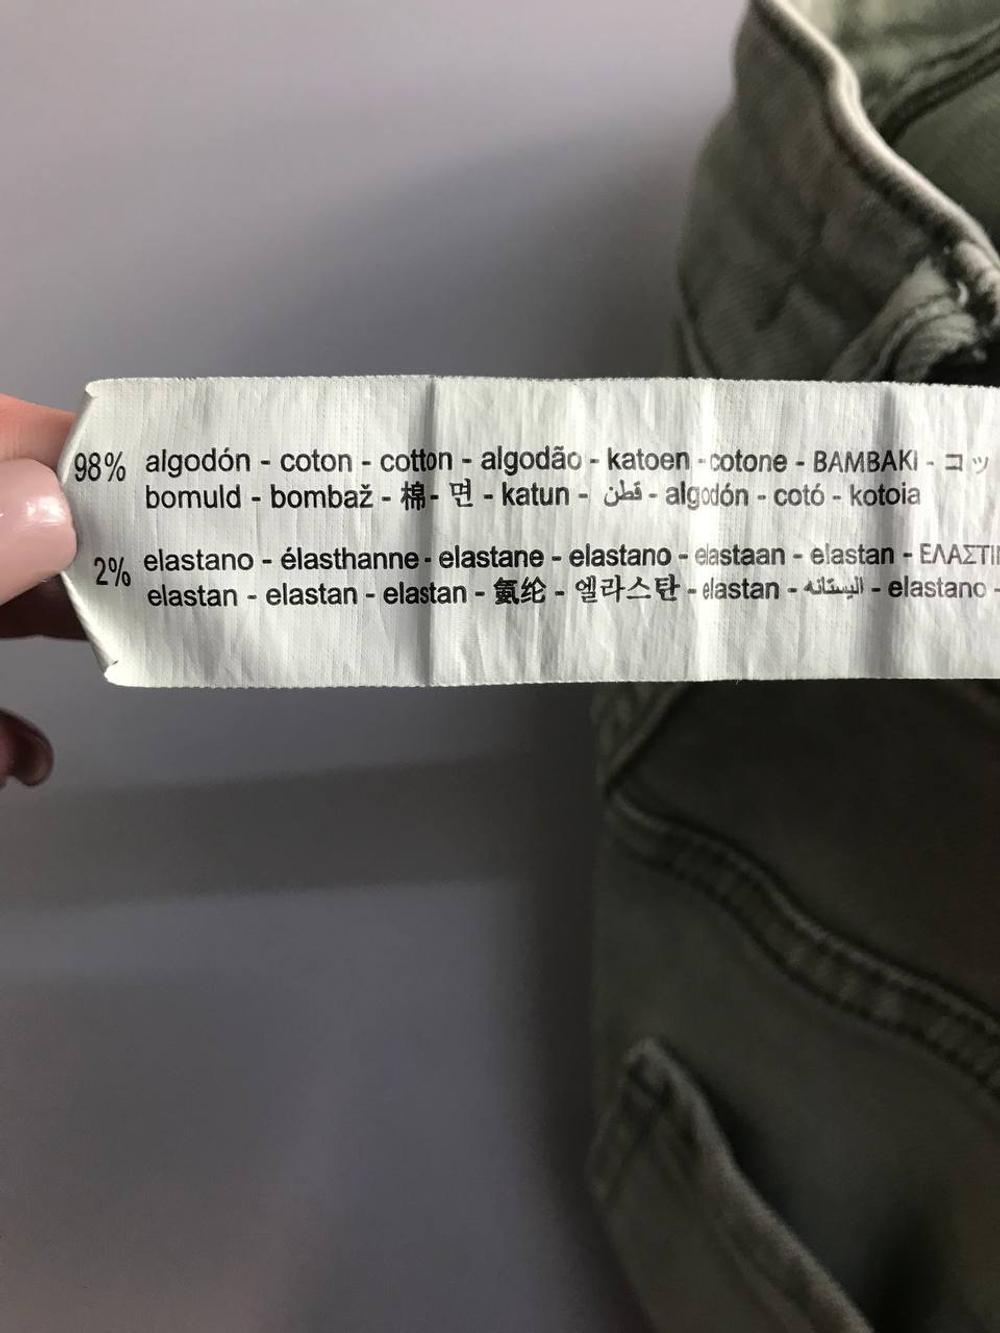 98% algodón - coton - cotton - algodão - katoen - cotone - BAMBAKI - コッ
bomuld - bombaž - 棉 - 면 - katun - قطن - algodón - cotó - kotoia
2% elastano - élasthanne - elastane - elastano - elastaan - elastan - ΕΛΑΣΤΙ
elastan - elastan - elastan - 氨纶 - 엘라스탄 - elastan - اليستانه - elastano -